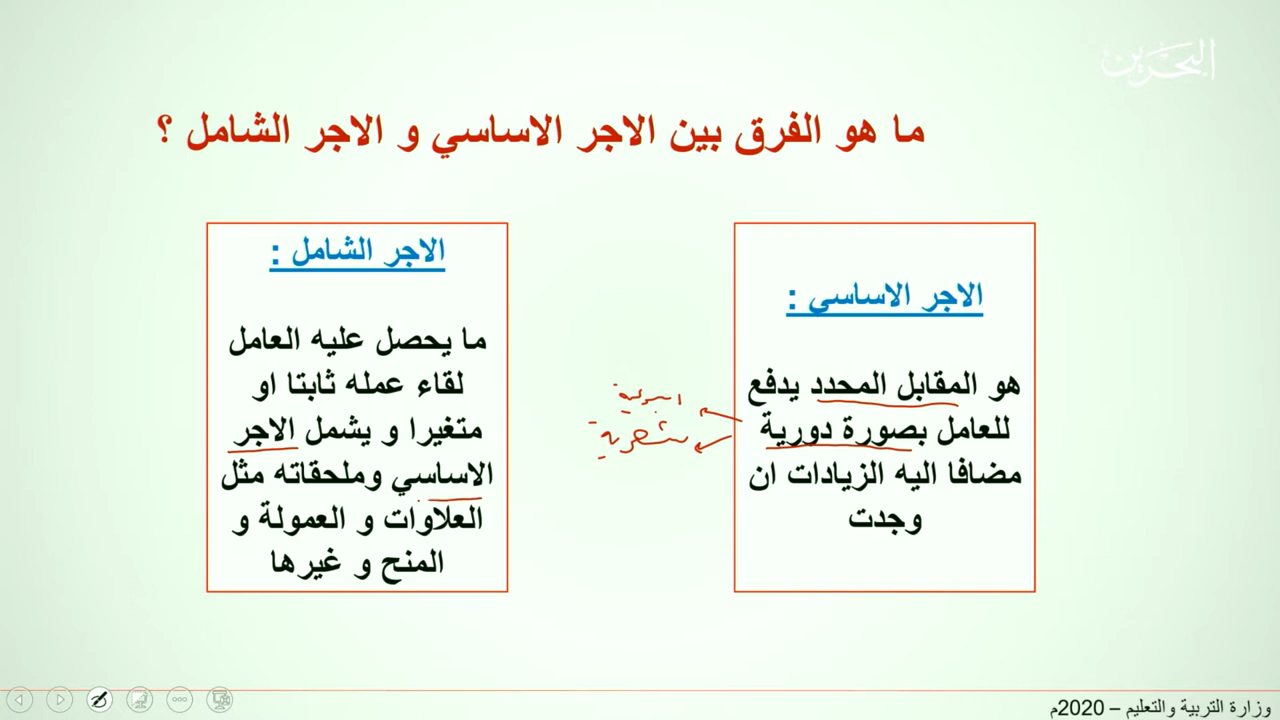 البحرين
ما هو الفرق بين الاجر الاساسي و الاجر الشامل ؟
الاجر الاساسي :
هو المقابل المحدد يدفع
للعامل بصورة دورية
مضافا اليه الزيادات ان
وجدت
اسبوعية
شهرية
الاجر الشامل :
ما يحصل عليه العامل
لقاء عمله ثابتا او
متغيرا و يشمل الاجر
الاساسي وملحقاته مثل
العلاوات و العمولة و
المنح و غيرها
وزارة التربية والتعليم – 2020م